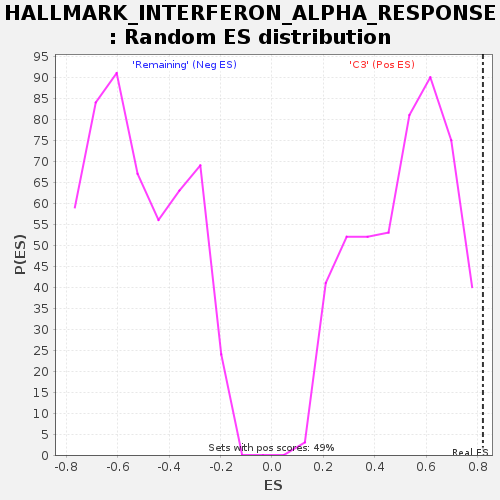 HALLMARK_INTERFERON_ALPHA_RESPONSE
: Random ES distribution
'Remaining' (Neg ES)
'C3' (Pos ES)
95
90
85
80
75
70
65
60
55
50
45
40
35
30
25
20
15
10
5
0
P(ES)
Sets with pos scores: 49%
Real ES
-0.8 -0.6 -0.4 -0.2 0.0 0.2 0.4 0.6 0.8
ES